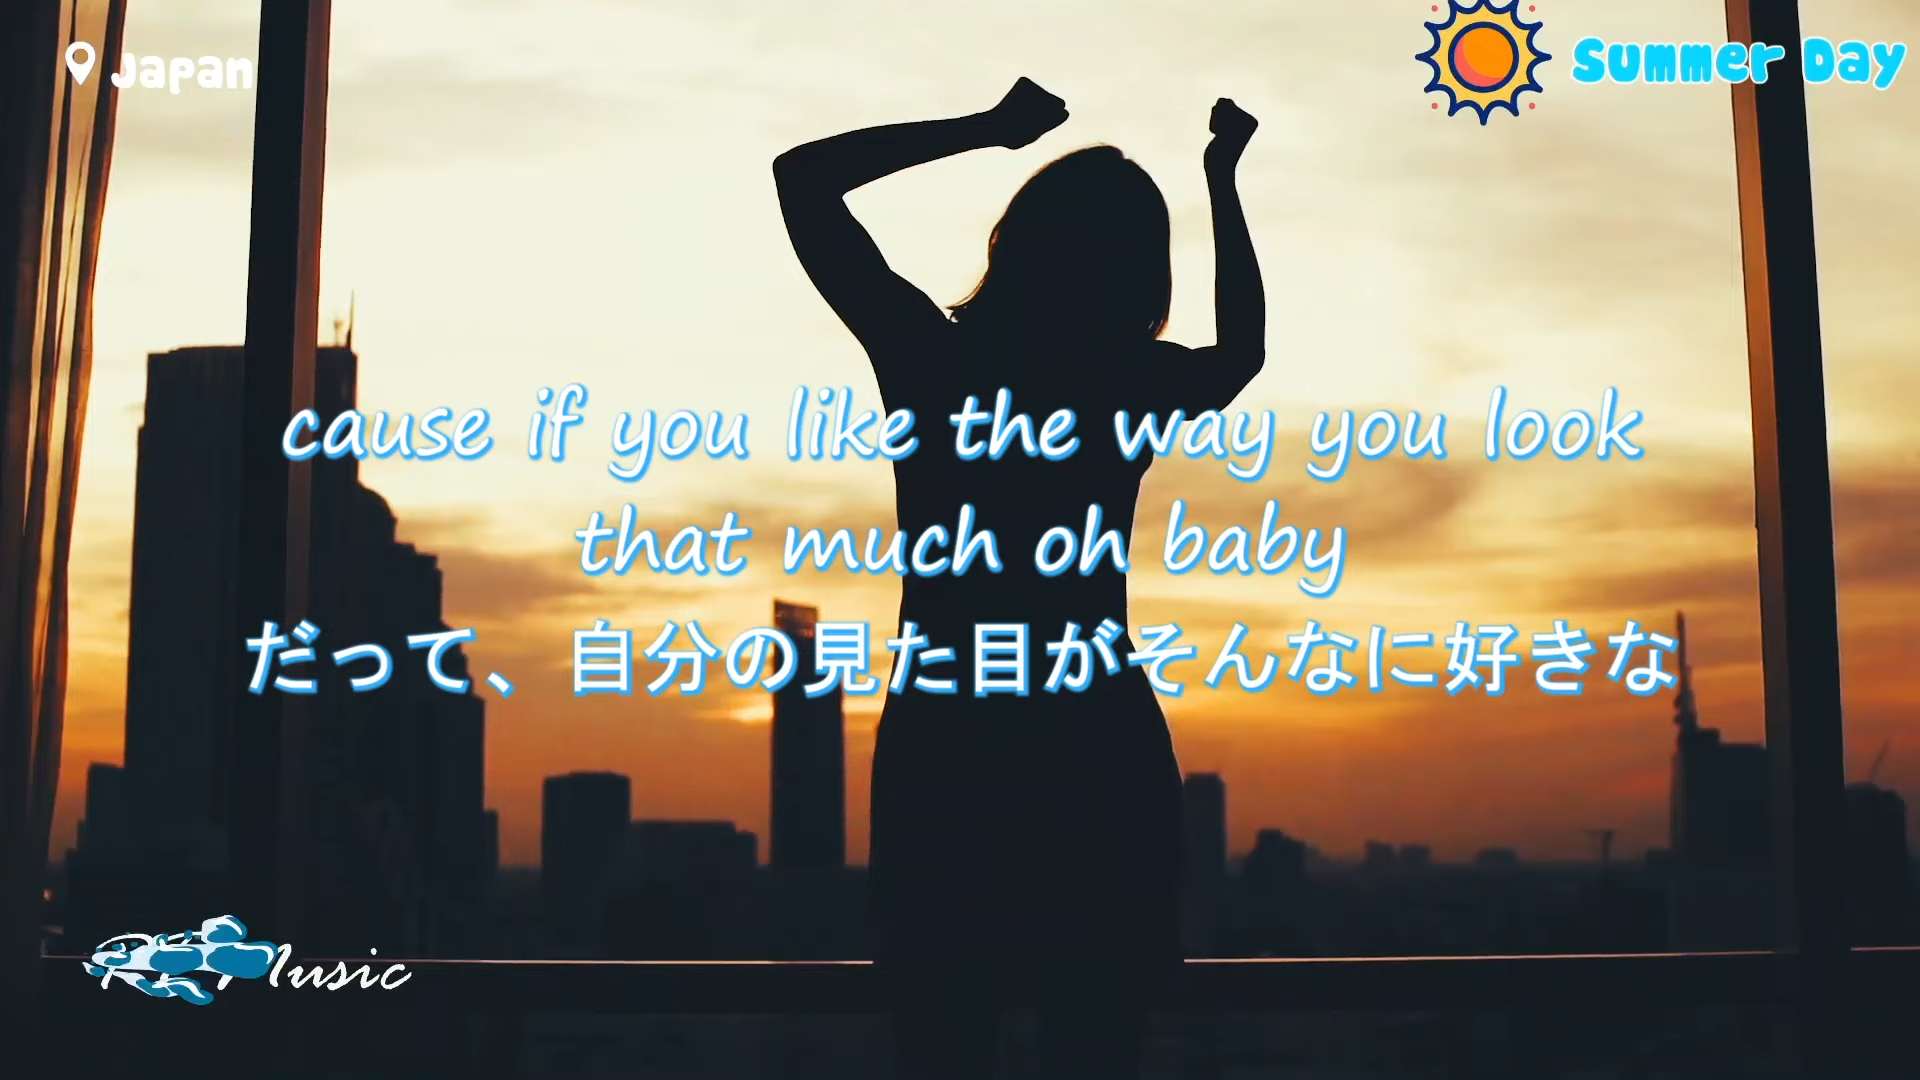 Japan
Summer Day
cause if you like the way you look
that much oh baby
だって、自分の見た目がそんなに好きな
Music